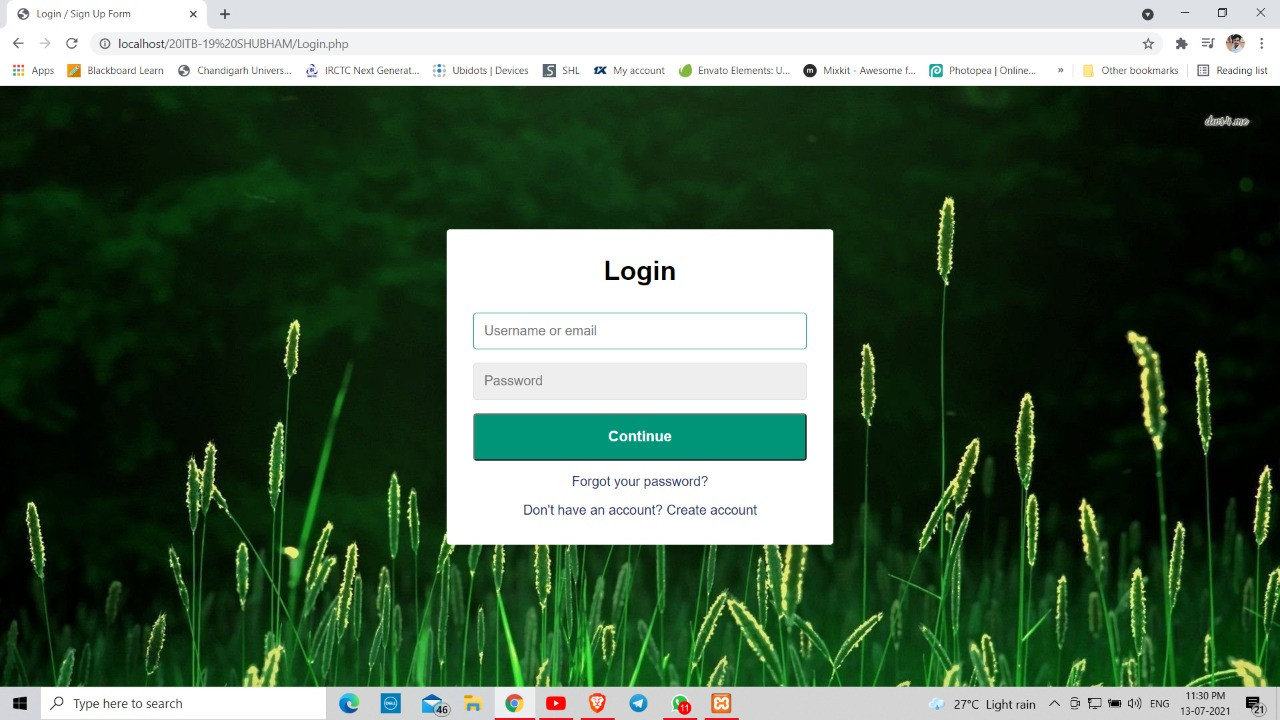 Login / Sign Up Form
localhost/20ITB-19%20SHUBHAM/Login.php
Apps Blackboard Learn Chandigarh Univers... IRCTC Next Generat... Ubidots | Devices SHL My account Envato Elements: U... Mixkit - Awesome f... Photopea | Online... » Other bookmarks Reading list
Login
Username or email
Password
Continue
Forgot your password?
Don't have an account? Create account
Type here to search
DELL
46
11
27°C Light rain
ENG
11:30 PM
13-07-2021
21